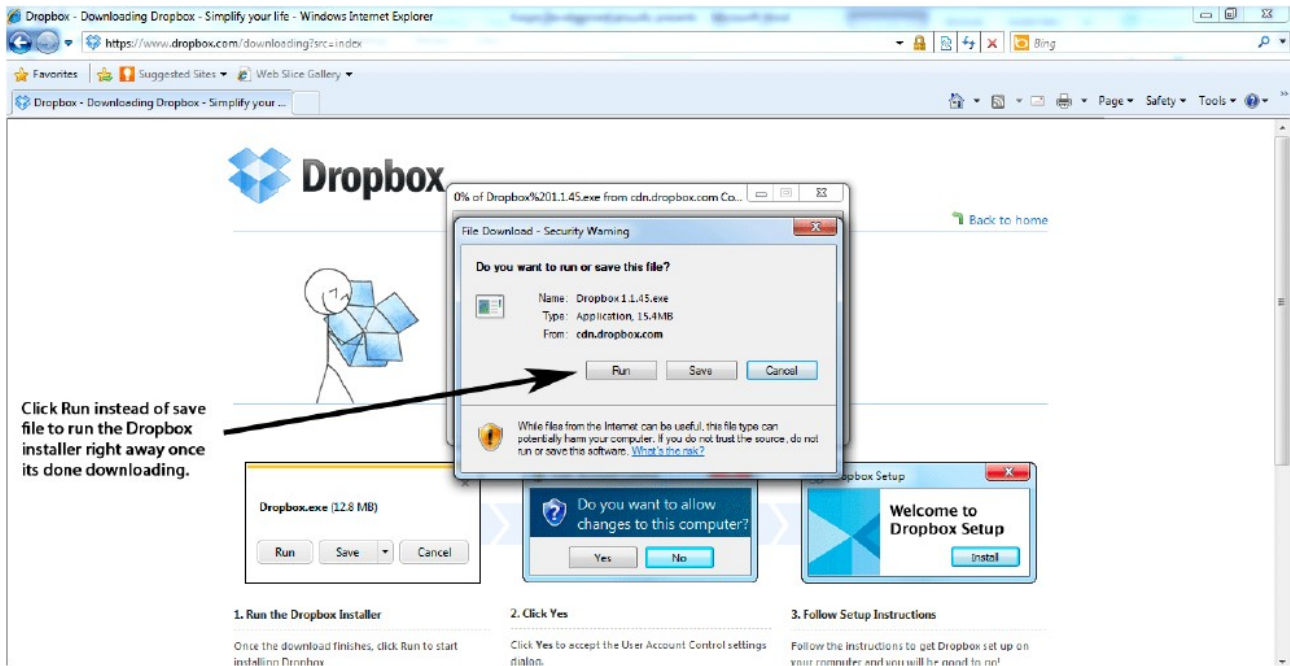 Dropbox - Downloading Dropbox - Simplify your life - Windows Internet Explorer
https://www.dropbox.com/downloading?src=index
Bing
Favorites
Suggested Sites
Web Slice Gallery
Dropbox - Downloading Dropbox - Simplify your ...
Page
Safety
Tools
Dropbox
Back to home
0% of Dropbox%201.1.45.exe from cdn.dropbox.com Co...
File Download - Security Warning
Do you want to run or save this file?
Name: Dropbox 1.1.45.exe
Type: Application, 15.4MB
From: cdn.dropbox.com
Run Save Cancel
While files from the Internet can be useful, this file type can
potentially harm your computer. If you do not trust the source, do not
run or save this software. What's the risk?
Click Run instead of save
file to run the Dropbox
installer right away once
its done downloading.
Dropbox.exe (12.8 MB)
Run Save Cancel
Do you want to allow
changes to this computer?
Yes No
Setup
Welcome to
Dropbox Setup
Install
1. Run the Dropbox Installer
Once the download finishes, click Run to start
installing Dropbox
2. Click Yes
Click Yes to accept the User Account Control settings
dialog.
3. Follow Setup Instructions
Follow the instructions to get Dropbox set up on
your computer and you will be good to go!